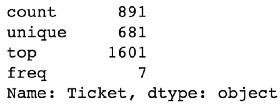 count 891
unique 681
top 1601
freq 7
Name: Ticket, dtype: object